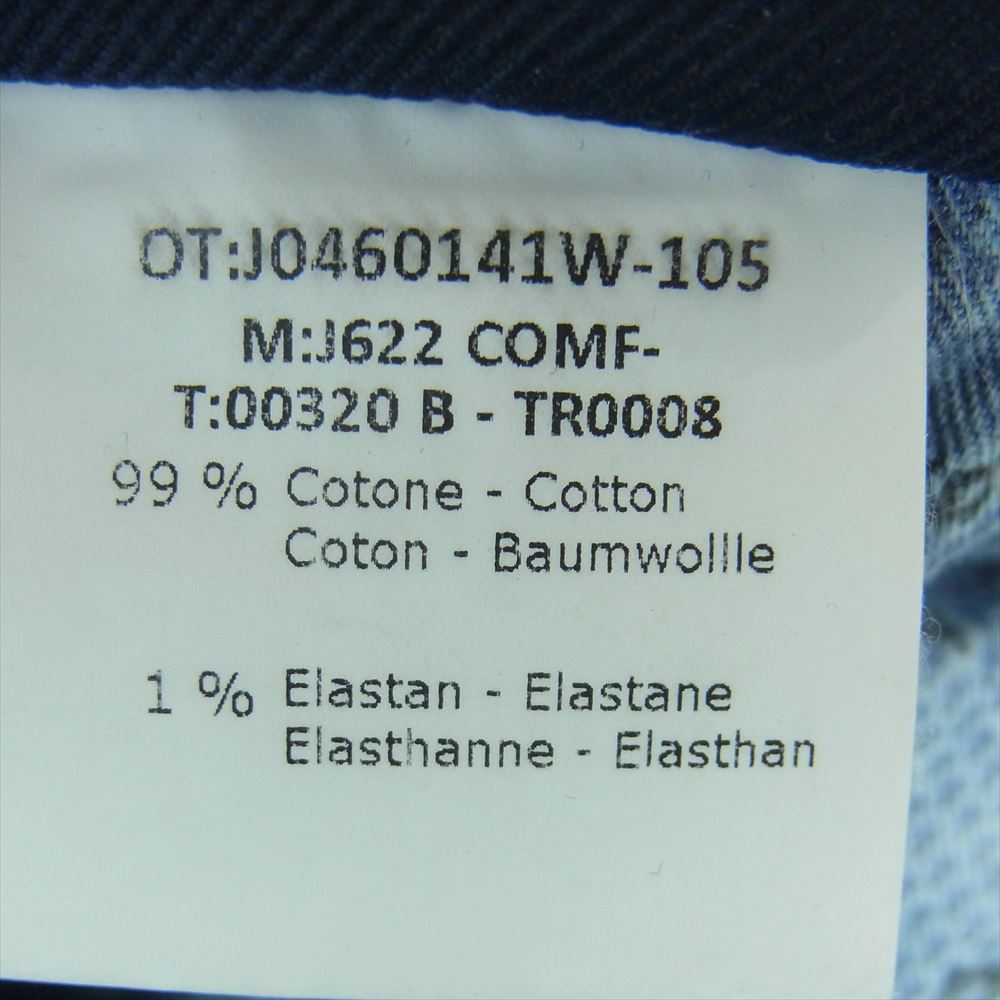 OT:J0460141W-105
M:J622 COMF-
T:00320 B - TR0008
99 % Cotone - Cotton
Coton - Baumwollle
1 % Elastan - Elastane
Elasthanne - Elasthan